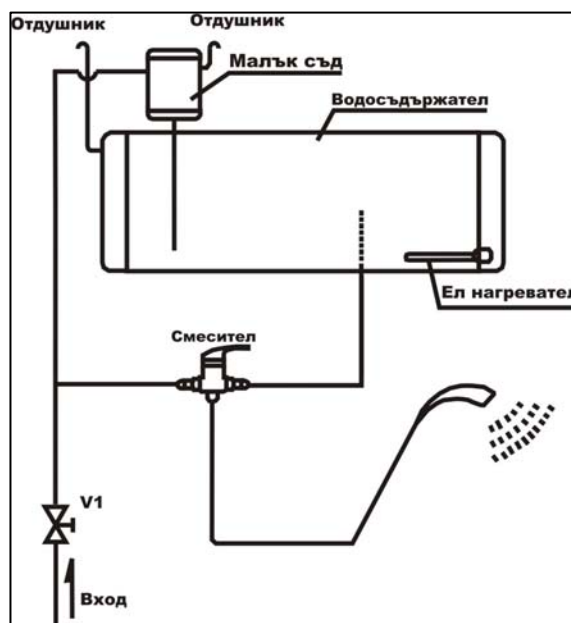 Отдушник
Отдушник
Малък съд
Водосъдържател
Ел нагревател
Смесител
V1
Вход